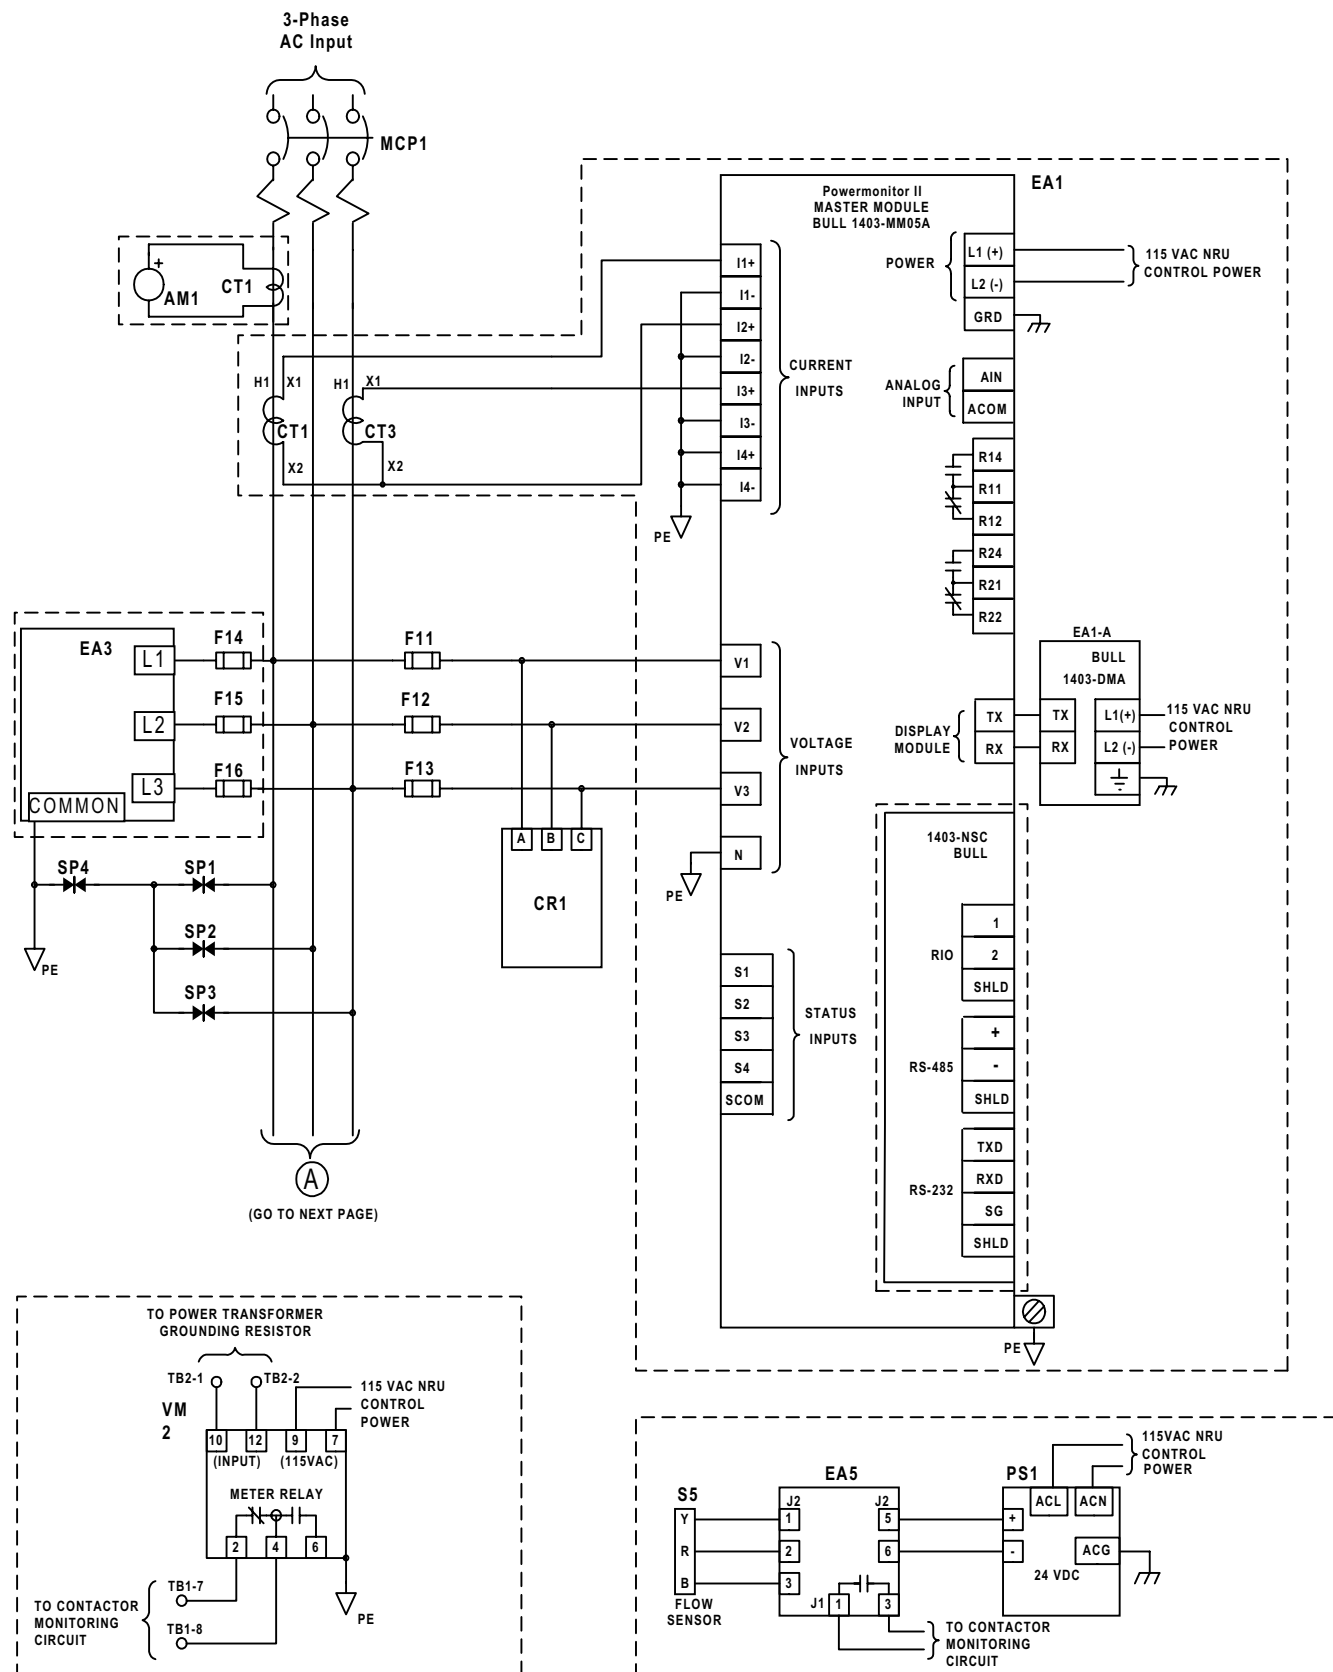 3-Phase
AC Input
MCP1
+
AM1
CT1
H1
X1
H1
X1
CT1
CT3
X2
X2
EA1
Powermonitor II
MASTER MODULE
BULL 1403-MM05A
I1+
I1-
I2+
I2-
I3+
I3-
I4+
I4-
CURRENT
INPUTS
PE
POWER
L1 (+)
L2 (-)
GRD
115 VAC NRU
CONTROL POWER
ANALOG
INPUT
AIN
ACOM
R14
R11
R12
R24
R21
R22
EA3
L1
L2
L3
COMMON
F14
F15
F16
F11
F12
F13
V1
V2
V3
N
VOLTAGE
INPUTS
PE
A
B
C
CR1
SP4
SP1
SP2
SP3
PE
DISPLAY
MODULE
TX
RX
EA1-A
BULL
1403-DMA
TX
RX
L1(+)
L2 (-)
115 VAC NRU
CONTROL
POWER
S1
S2
S3
S4
SCOM
STATUS
INPUTS
1403-NSC
BULL
RIO
1
2
SHLD
RS-485
+
-
SHLD
RS-232
TXD
RXD
SG
SHLD
PE
A
(GO TO NEXT PAGE)
TO POWER TRANSFORMER
GROUNDING RESISTOR
TB2-1
TB2-2
115 VAC NRU
CONTROL
POWER
VM
2
10
12
9
7
(INPUT)
(115VAC)
METER RELAY
2
4
6
TB1-7
TB1-8
TO CONTACTOR
MONITORING
CIRCUIT
PE
S5
Y
R
B
FLOW
SENSOR
EA5
J2
1
2
3
J2
5
6
J1
1
3
TO CONTACTOR
MONITORING
CIRCUIT
PS1
ACL
ACN
+
-
ACG
24 VDC
115VAC NRU
CONTROL
POWER